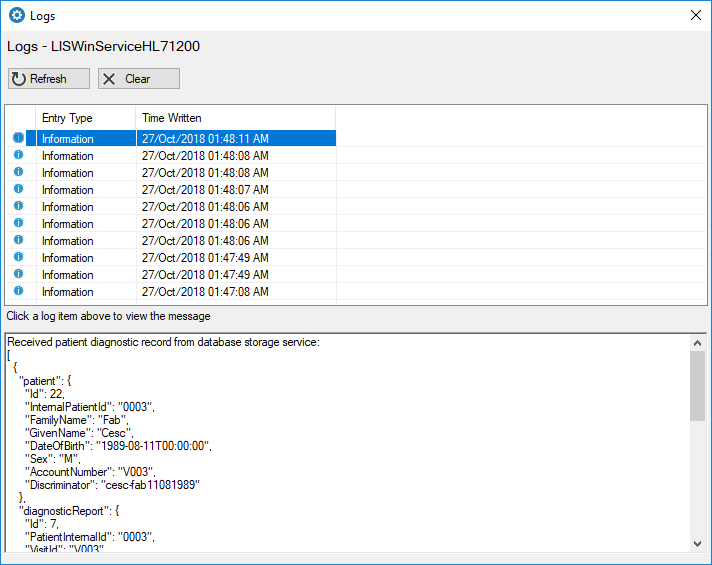 Logs
Logs - LISWinServiceHL71200
Refresh Clear
Entry Type Time Written
Information 27/Oct/2018 01:48:11 AM
Information 27/Oct/2018 01:48:08 AM
Information 27/Oct/2018 01:48:08 AM
Information 27/Oct/2018 01:48:07 AM
Information 27/Oct/2018 01:48:06 AM
Information 27/Oct/2018 01:48:06 AM
Information 27/Oct/2018 01:48:06 AM
Information 27/Oct/2018 01:47:49 AM
Information 27/Oct/2018 01:47:49 AM
Information 27/Oct/2018 01:47:08 AM
Click a log item above to view the message
Received patient diagnostic record from database storage service:
[
{
"patient": {
"Id": 22,
"InternalPatientId": "0003",
"FamilyName": "Fab",
"GivenName": "Cesc",
"DateOfBirth": "1989-08-11T00:00:00",
"Sex": "M",
"AccountNumber": "V003",
"Discriminator": "cesc-fab11081989"
},
"diagnosticReport": {
"Id": 7,
"PatientInternalId": "0003",
"VisitId": "V003"